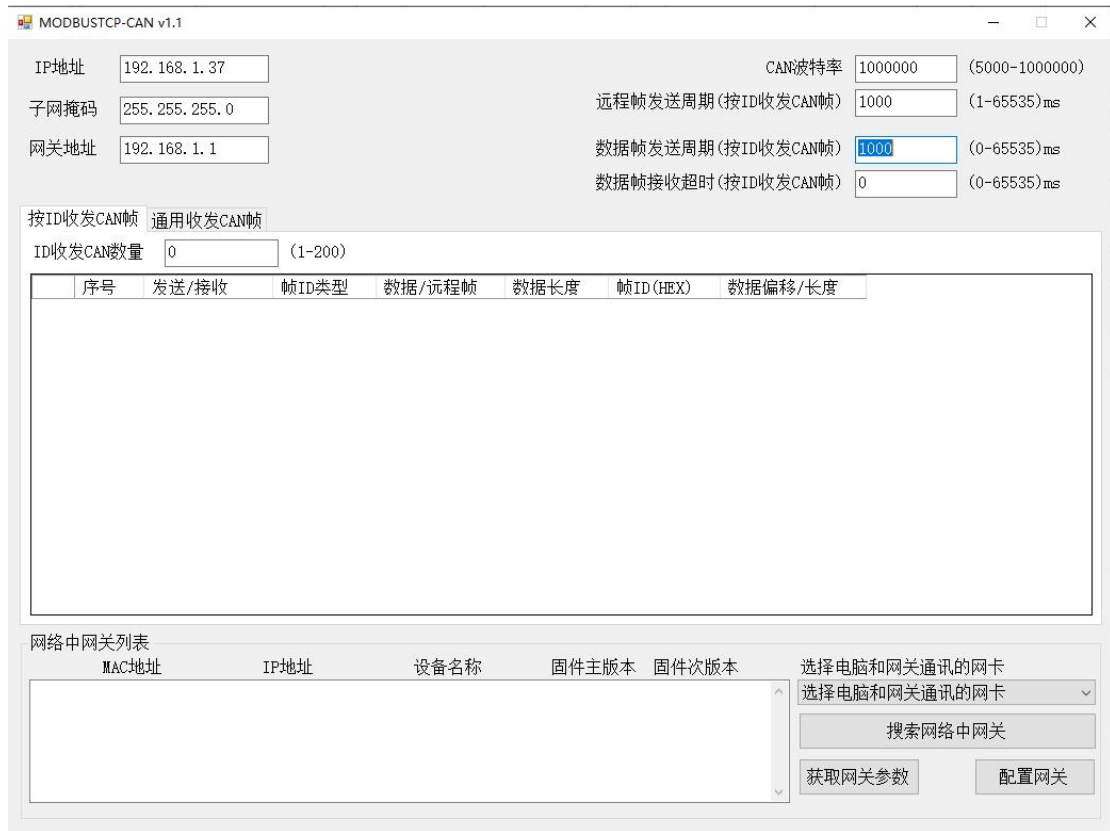 MODBUSTCP-CAN v1.1
IP地址 192.168.1.37 CAN波特率 1000000 (5000-1000000)
子网掩码 255.255.255.0 远程帧发送周期(按ID收发CAN帧) 1000 (1-65535)ms
网关地址 192.168.1.1 数据帧发送周期(按ID收发CAN帧) 1000 (0-65535)ms
数据帧接收超时(按ID收发CAN帧) 0 (0-65535)ms
按ID收发CAN帧 通用收发CAN帧
ID收发CAN数量 0 (1-200)
序号 发送/接收 帧ID类型 数据/远程帧 数据长度 帧ID(HEX) 数据偏移/长度
网络中网关列表
MAC地址 IP地址 设备名称 固件主版本 固件次版本 选择电脑和网关通讯的网卡
选择电脑和网关通讯的网卡
搜索网络中网关
获取网关参数 配置网关